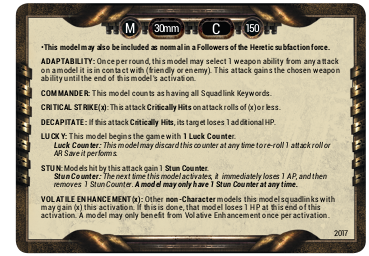 M 30mm C 150
•This model may also be included as normal in a Followers of the Heretic subfaction force.
ADAPTABILITY: Once per round, this model may select 1 weapon ability from any attack
on a model it is in contact with (friendly or enemy). This attack gains the chosen weapon
ability until the end of this model's activation.
COMMANDER: This model counts as having all Squad link Keywords.
CRITICAL STRIKE(x): This attack Critically Hits on attack rolls of (x) or less.
DECAPITATE: If this attack Critically Hits, its target loses 1 additional HP.
LUCKY: This model begins the game with 1 Luck Counter.
Luck Counter: This model may discard this counter at any time to re-roll 1 attack roll or
AR Save it performs.
STUN: Models hit by this attack gain 1 Stun Counter.
Stun Counter: The next time this model activates, it immediately loses 1 AP, and then
removes 1 Stun Counter. A model may only have 1 Stun Counter at any time.
VOLATILE ENHANCEMENT(x): Other non-Character models this model squadlinks with
may gain (x) this activation. If this is done, that model loses 1 HP at this end of this
activation. A model may only benefit from Volative Enhancement once per activation.
2017